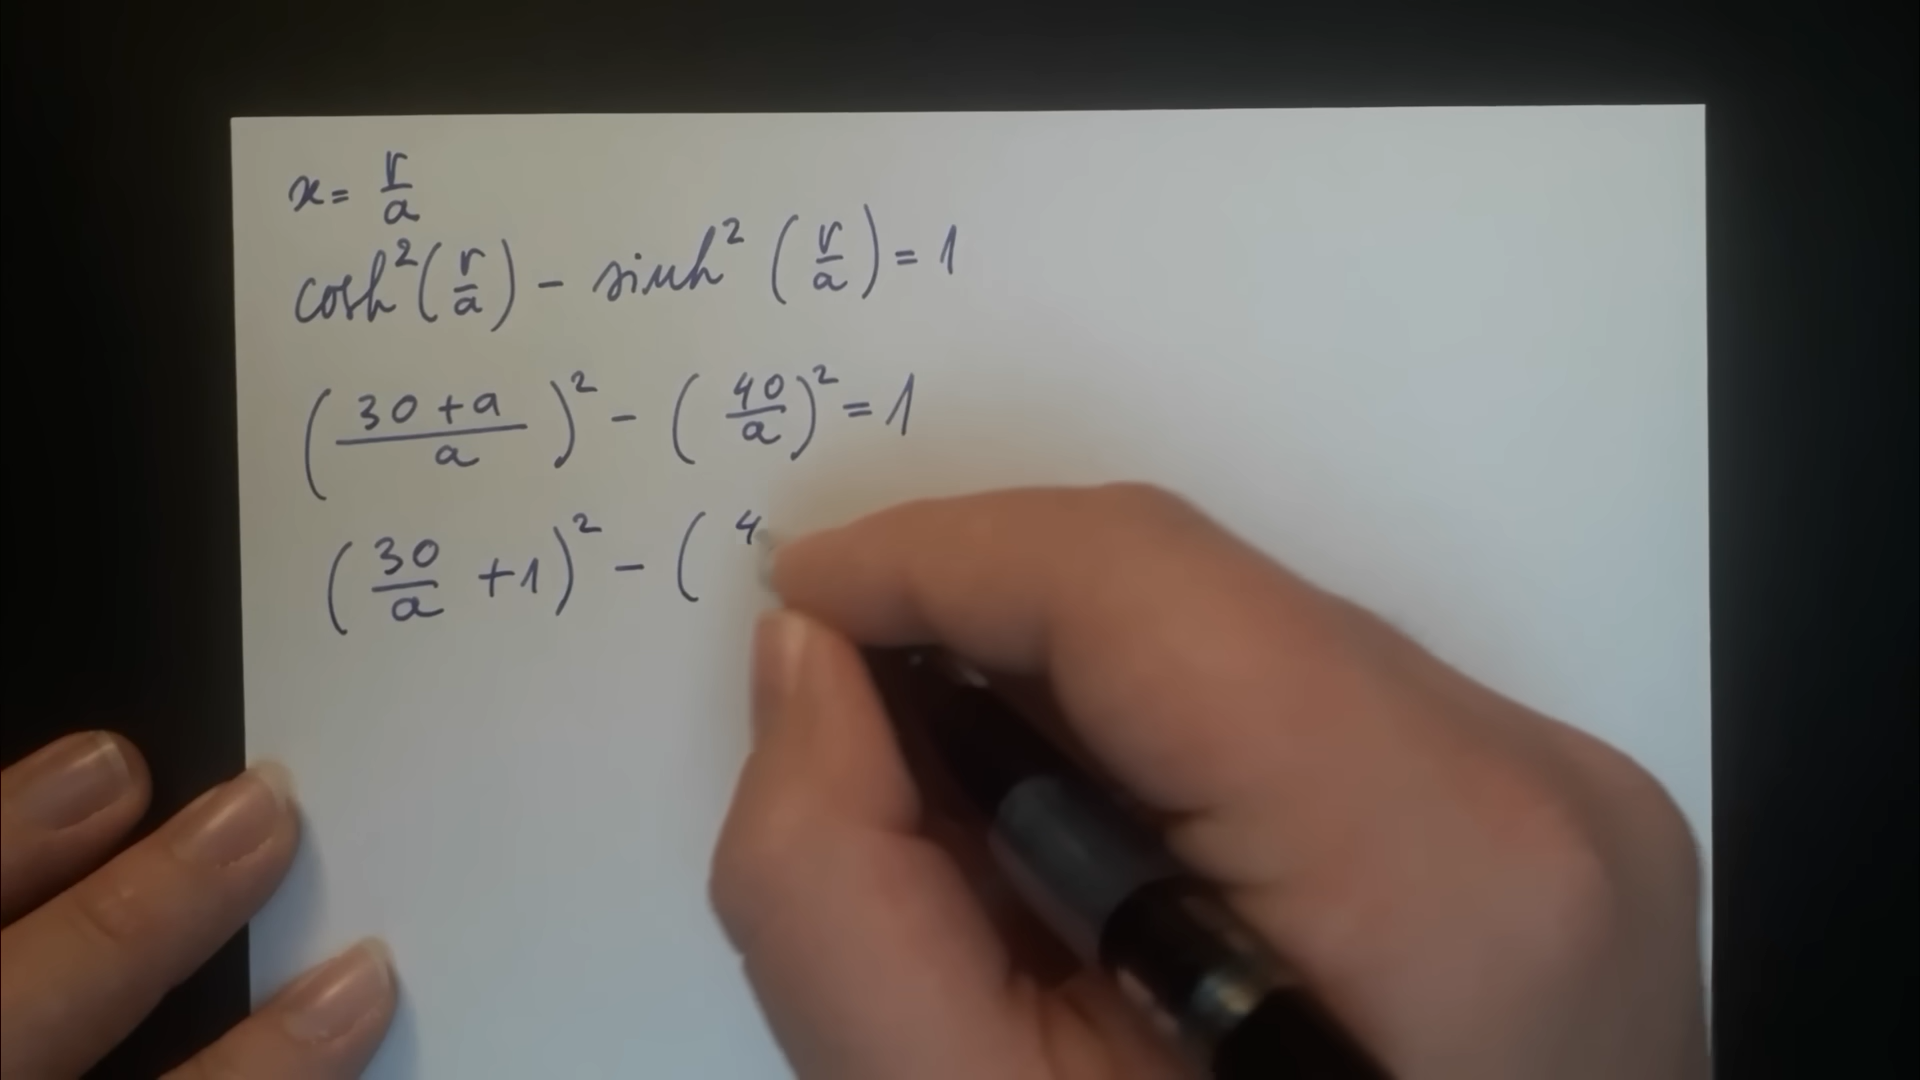 x = r/a
cosh²(r/a) - sinh²(r/a) = 1
((30+a)/a)² - (40/a)² = 1
(30/a +1)² - ( 4